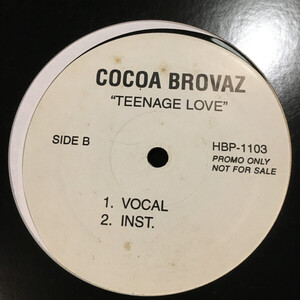 COCOA BROVAZ
"TEENAGE LOVE"
SIDE B
HBP-1103
PROMO ONLY
NOT FOR SALE
1. VOCAL
2. INST.